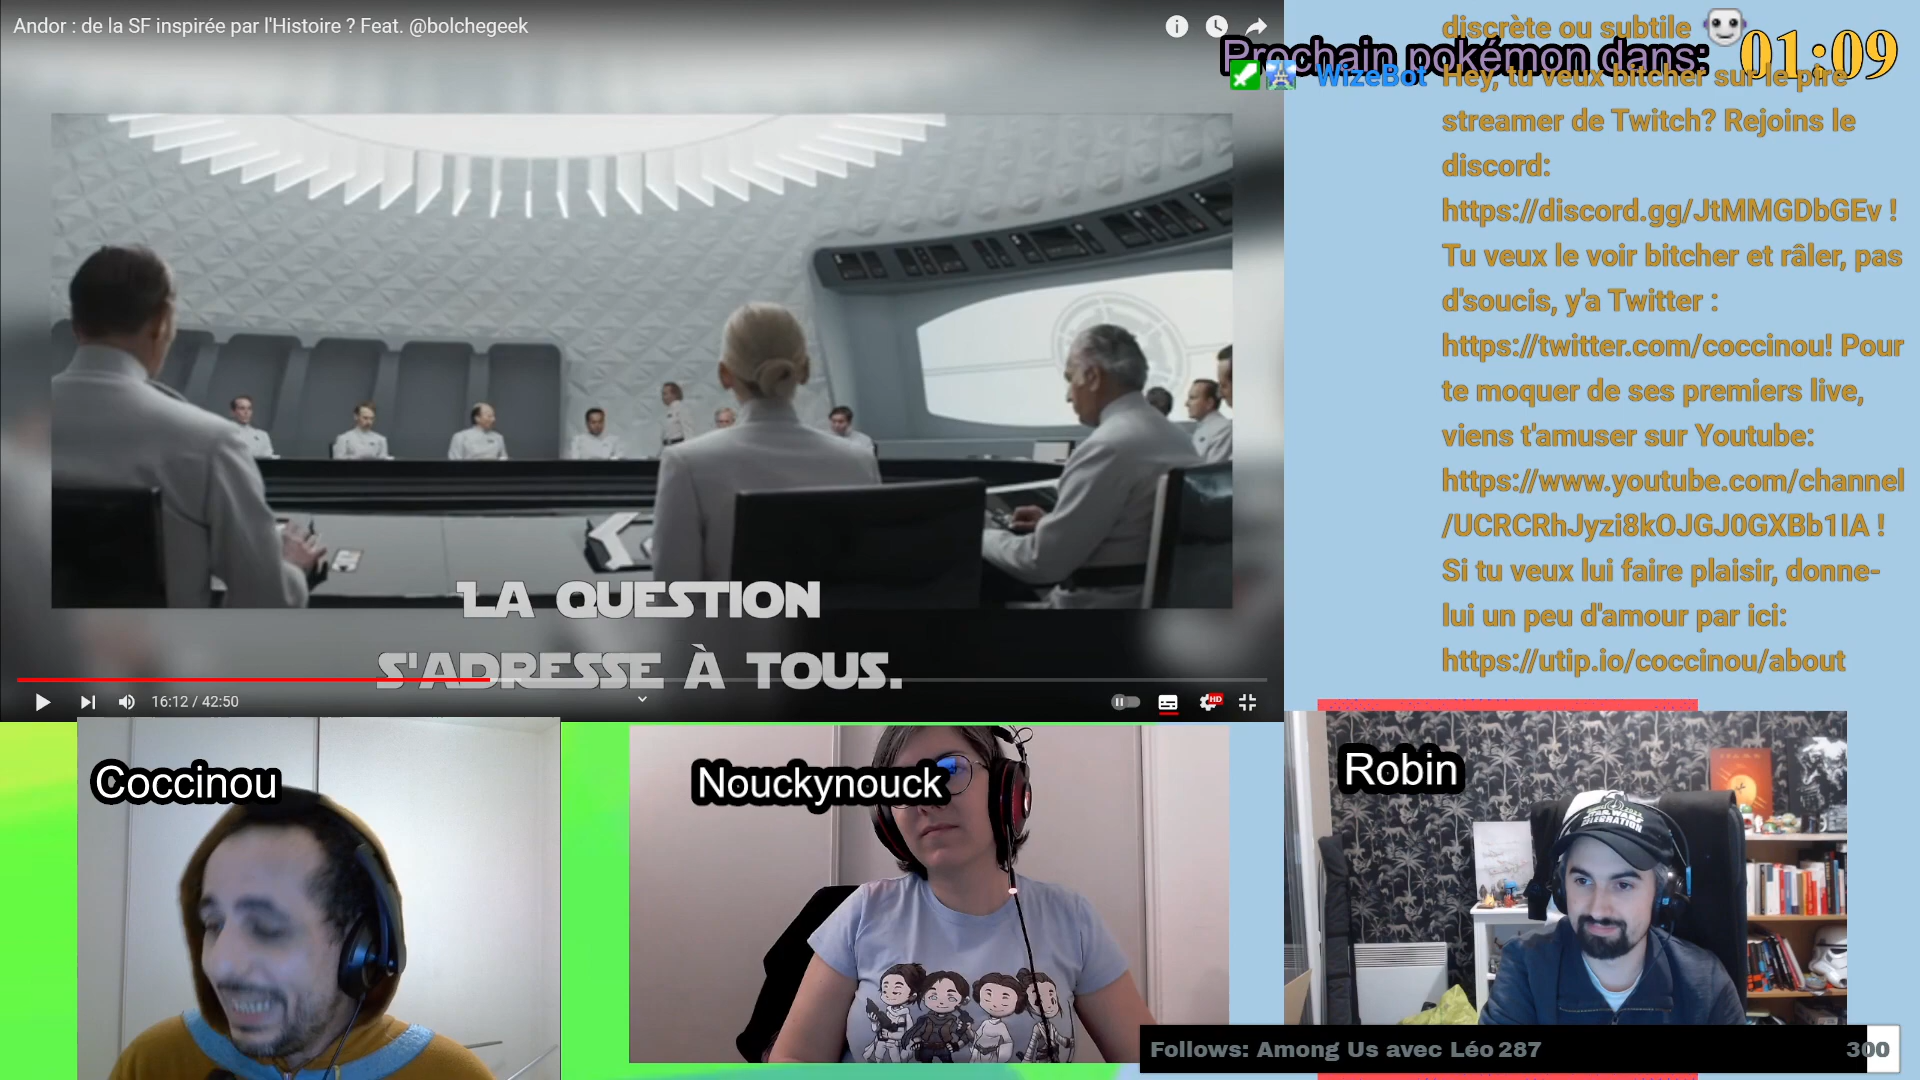 Andor : de la SF inspirée par l'Histoire ? Feat. @bolchegeek
LA QUESTION
S'ADRESSE À TOUS.
16:12 / 42:50
HD
discrète ou subtile
Prochain pokémon dans: 01:09
WizeBot Hey, tu veux bitcher sur le pire
streamer de Twitch? Rejoins le
discord:
https://discord.gg/JtMMGDbGEv !
Tu veux le voir bitcher et râler, pas
d'soucis, y'a Twitter :
https://twitter.com/coccinou! Pour
te moquer de ses premiers live,
viens t'amuser sur Youtube:
https://www.youtube.com/channel
/UCRCRhJyzi8kOJGJ0GXBb1IA !
Si tu veux lui faire plaisir, donne-
lui un peu d'amour par ici:
https://utip.io/coccinou/about
Coccinou
Nouckynouck
Robin
STAR WARS
CELEBRATION
Follows: Among Us avec Léo 287 300